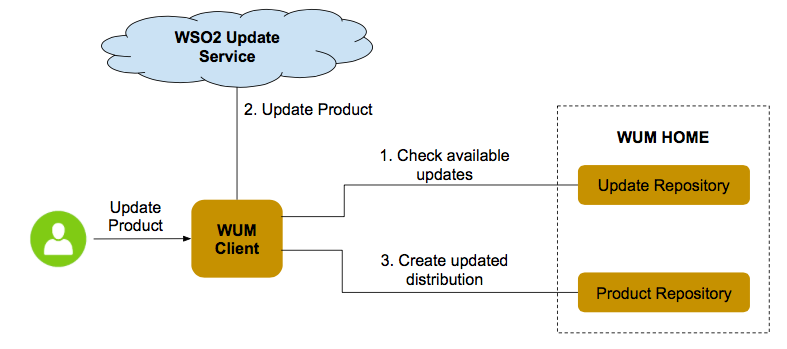 WSO2 Update
Service
2. Update Product
WUM HOME
1. Check available
updates
Update Repository
Update
Product
WUM
Client
3. Create updated
distribution
Product Repository